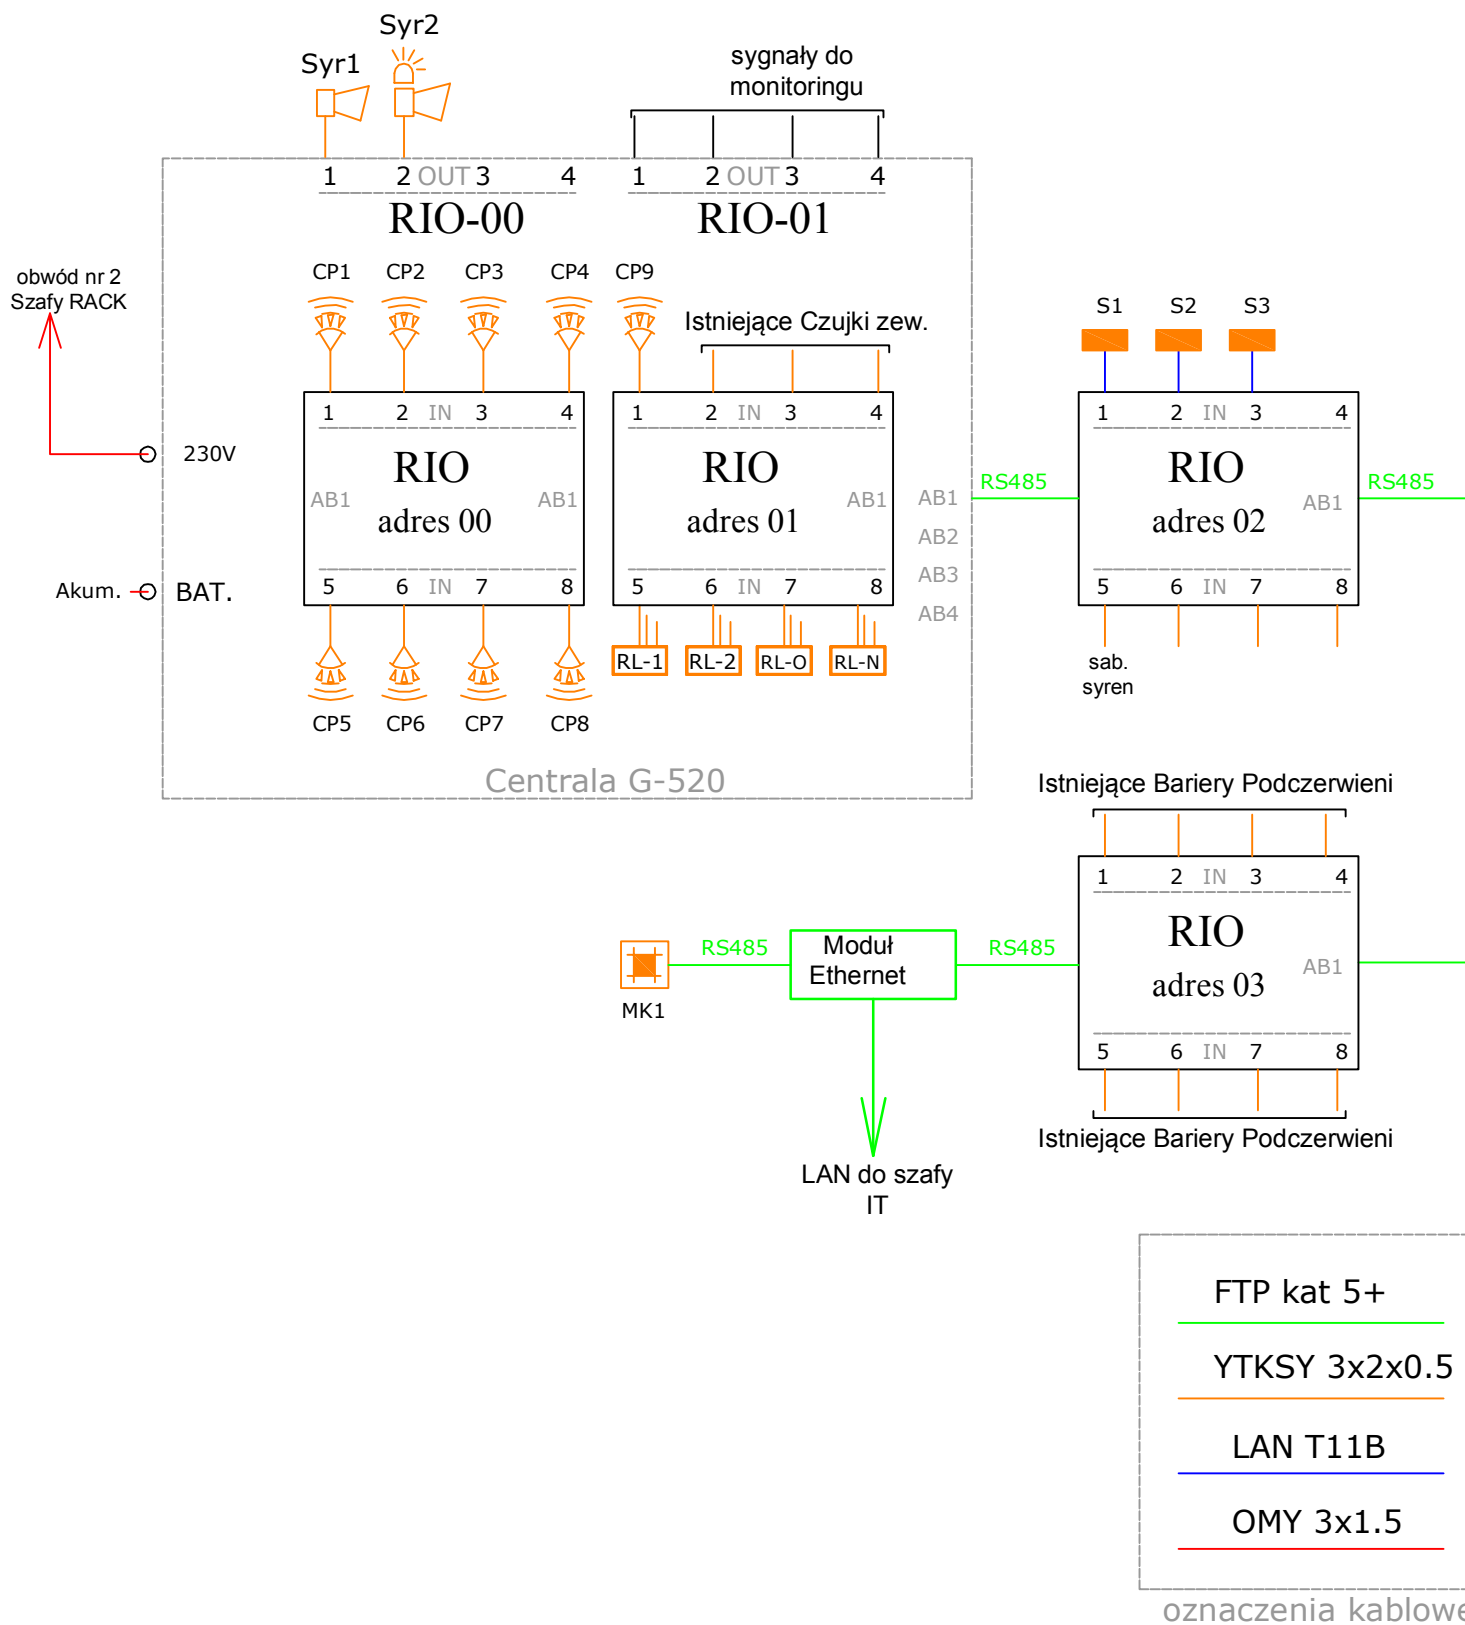 Syr1
Syr2
sygnały do
monitoringu
1 2 OUT 3 4
RIO-00
1 2 OUT 3 4
RIO-01
obwód nr 2
Szafy RACK
CP1 CP2 CP3 CP4 CP9
Istniejące Czujki zew.
S1 S2 S3
1 2 IN 3 4
RIO
adres 00
AB1 AB1
5 6 IN 7 8
1 2 IN 3 4
RIO
adres 01
AB1
5 6 IN 7 8
230V
Akum.
BAT.
AB1
AB2
AB3
AB4
RS485
1 2 IN 3 4
RIO
adres 02
AB1
5 6 IN 7 8
RS485
RL-1 RL-2 RL-O RL-N
sab.
syren
CP5 CP6 CP7 CP8
Centrala G-520
Istniejące Bariery Podczerwieni
1 2 IN 3 4
RIO
adres 03
AB1
5 6 IN 7 8
Istniejące Bariery Podczerwieni
MK1
RS485
Moduł
Ethernet
RS485
LAN do szafy
IT
FTP kat 5+
YTKSY 3x2x0.5
LAN T11B
OMY 3x1.5
oznaczenia kablowe